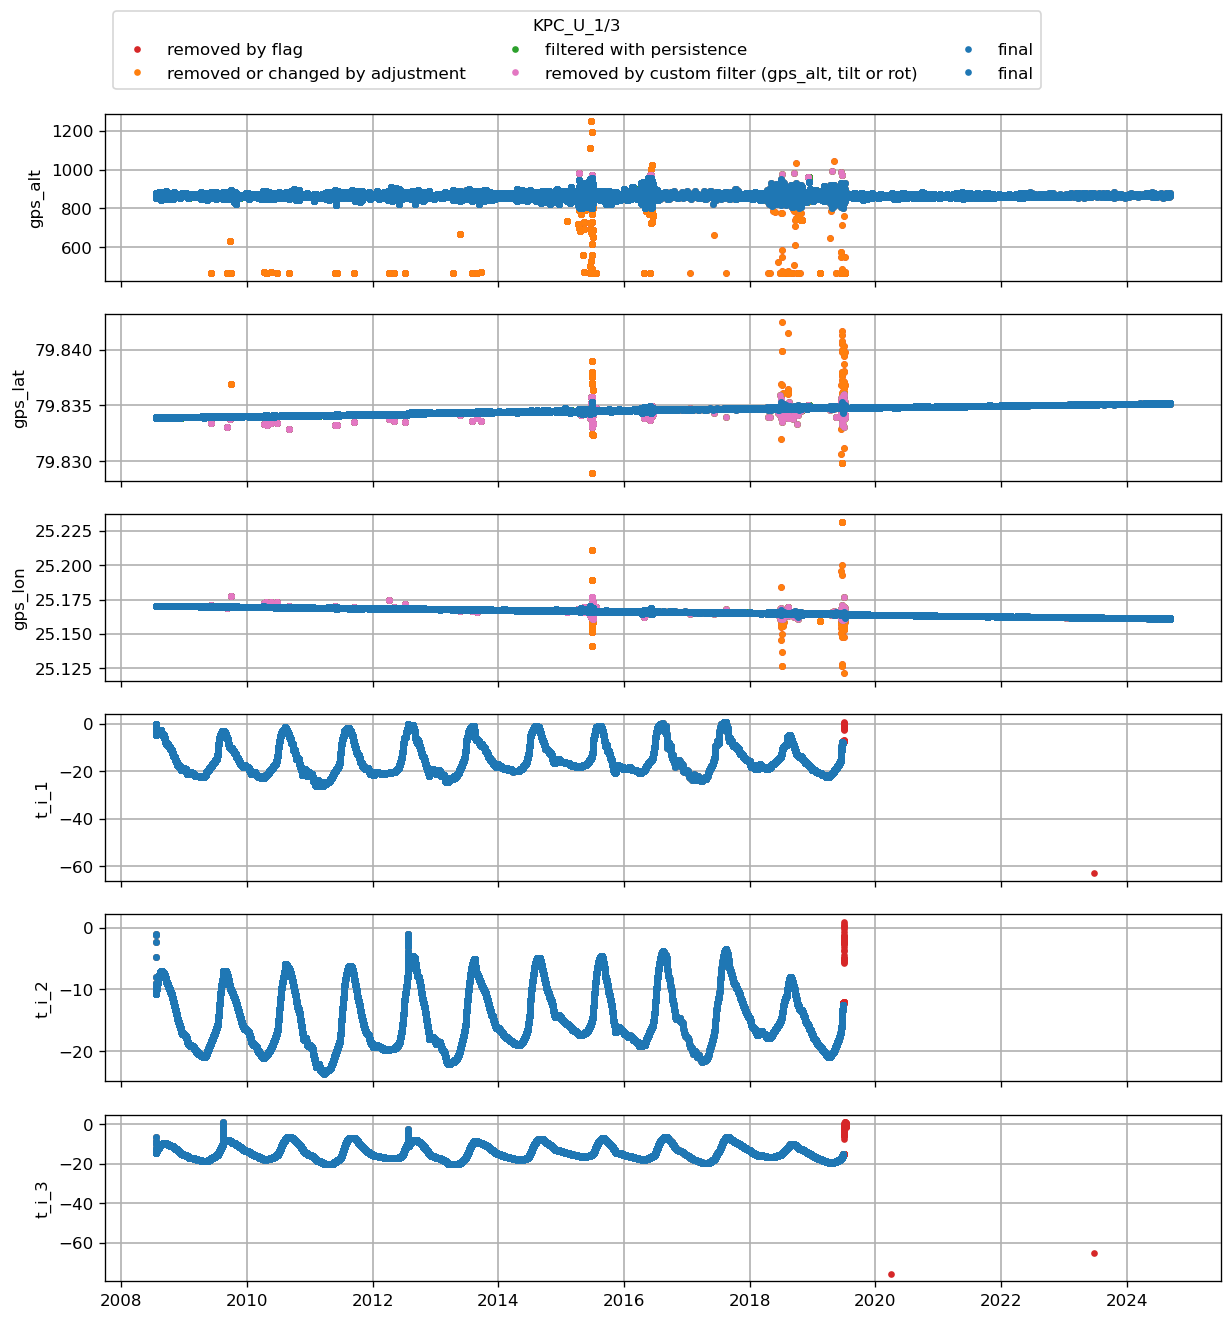 KPC_U_1/3
removed by flag
filtered with persistence
final
removed or changed by adjustment
removed by custom filter (gps_alt, tilt or rot)
final
gps_alt
1200
1000
800
600
gps_lat
79.840
79.835
79.830
gps_lon
25.225
25.200
25.175
25.150
25.125
t_i_1
0
−20
−40
−60
t_i_2
0
−10
−20
t_i_3
0
−20
−40
−60
2008 2010 2012 2014 2016 2018 2020 2022 2024